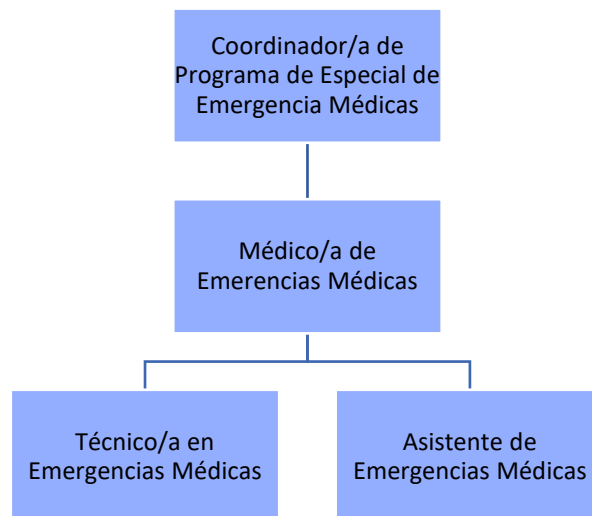 Coordinador/a de
Programa de Especial de
Emergencia Médicas
Médico/a de
Emerencias Médicas
Técnico/a en
Emergencias Médicas
Asistente de
Emergencias Médicas